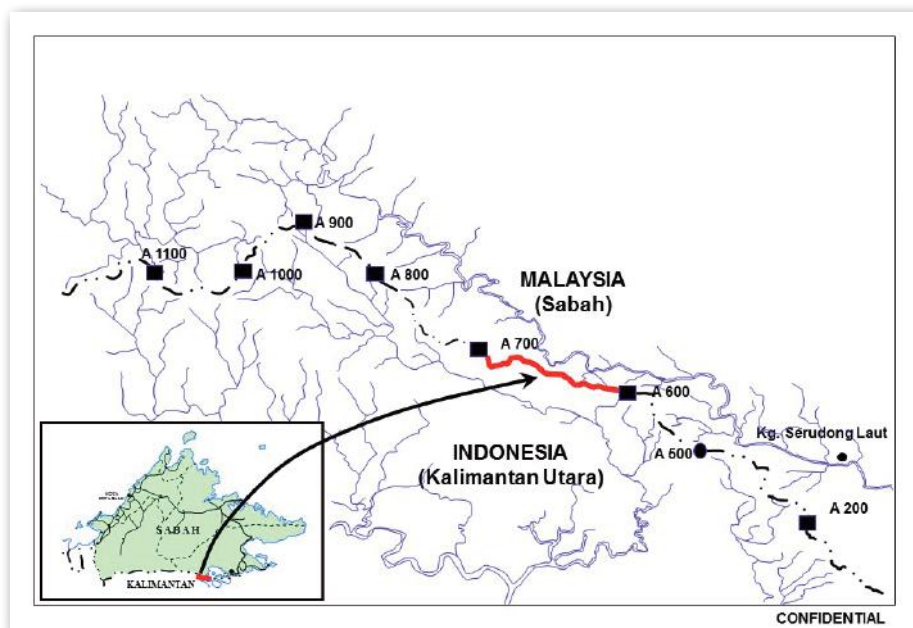 A 900
A 1100
A 1000
A 800
MALAYSIA
(Sabah)
A 700
A 600
Kg. Serudong Laut
INDONESIA
(Kalimantan Utara)
A 500
A 200
SABAH
KALIMANTAN
CONFIDENTIAL